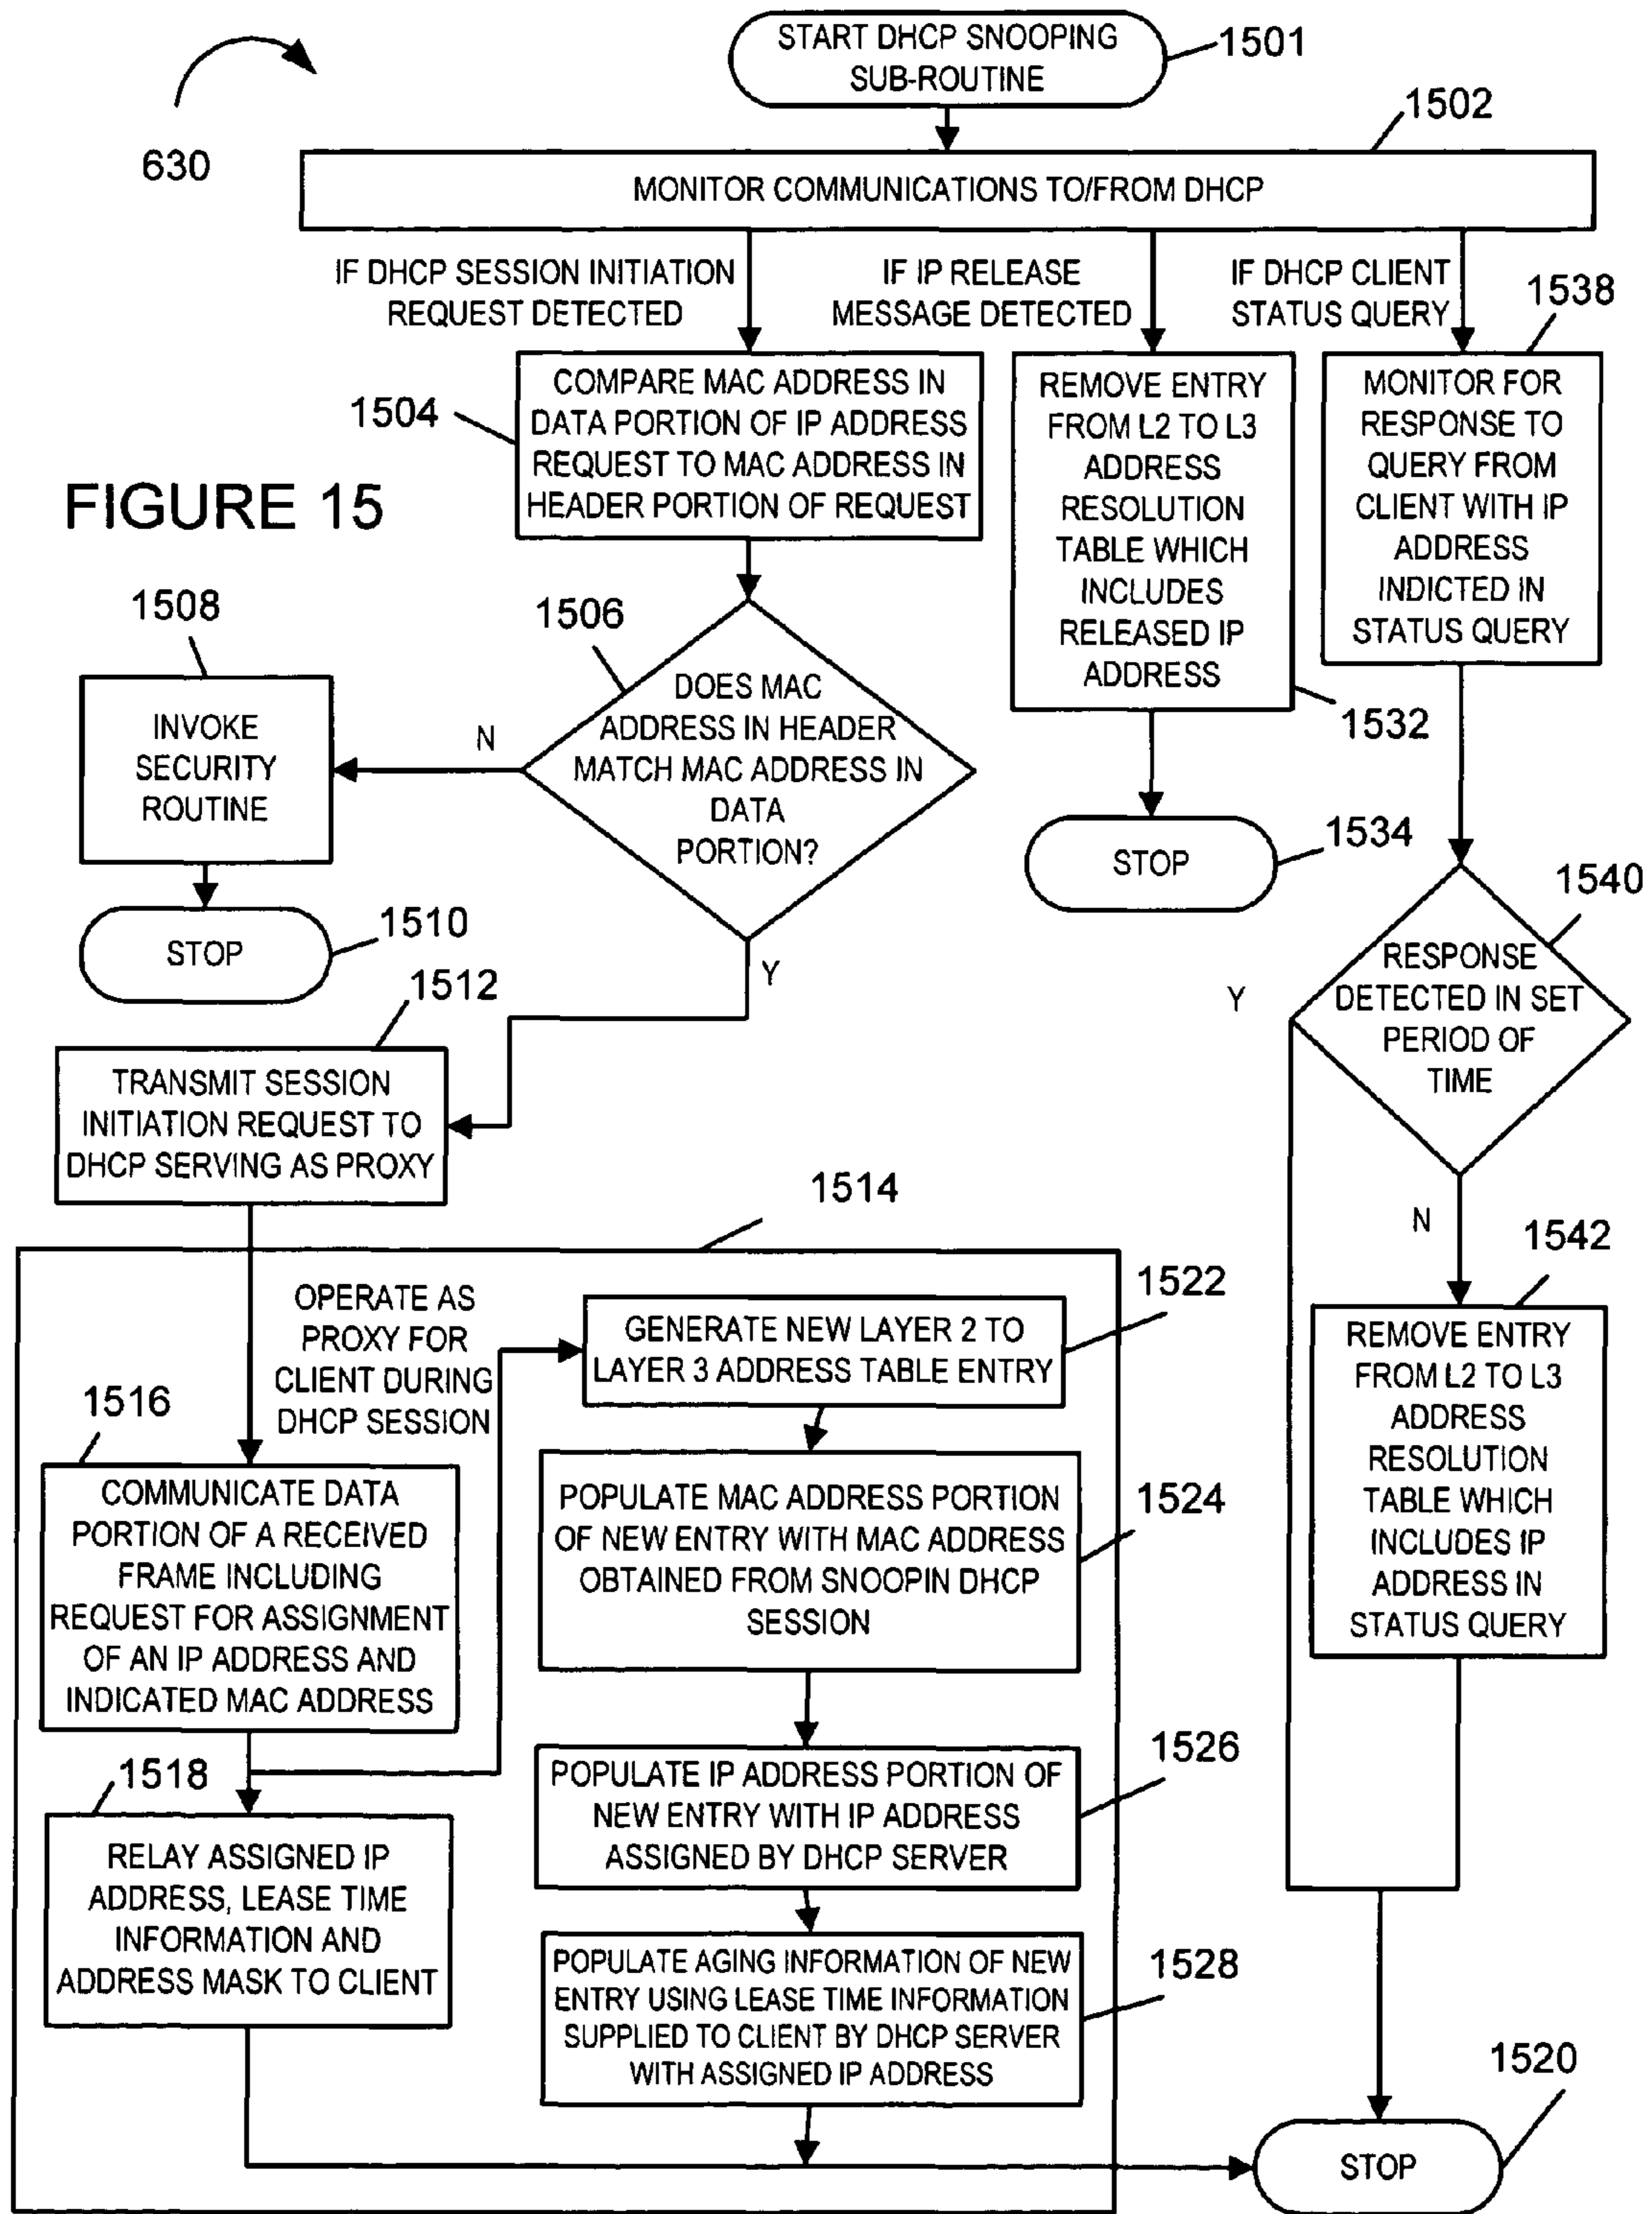 START DHCP SNOOPING
SUB-ROUTINE
1501
1502
630
MONITOR COMMUNICATIONS TO/FROM DHCP
IF DHCP SESSION INITIATION
REQUEST DETECTED
IF IP RELEASE
MESSAGE DETECTED
IF DHCP CLIENT
STATUS QUERY
1538
1504
COMPARE MAC ADDRESS IN
DATA PORTION OF IP ADDRESS
REQUEST TO MAC ADDRESS IN
HEADER PORTION OF REQUEST
REMOVE ENTRY
FROM L2 TO L3
ADDRESS
RESOLUTION
TABLE WHICH
INCLUDES
RELEASED IP
ADDRESS
1532
MONITOR FOR
RESPONSE TO
QUERY FROM
CLIENT WITH IP
ADDRESS
INDICTED IN
STATUS QUERY
FIGURE 15
1508
1506
INVOKE
SECURITY
ROUTINE
N
DOES MAC
ADDRESS IN HEADER
MATCH MAC ADDRESS IN
DATA
PORTION?
STOP
1534
1540
STOP
1510
Y
1512
Y
RESPONSE
DETECTED IN SET
PERIOD OF
TIME
TRANSMIT SESSION
INITIATION REQUEST TO
DHCP SERVING AS PROXY
1514
N
1542
OPERATE AS
PROXY FOR
CLIENT DURING
DHCP SESSION
1522
GENERATE NEW LAYER 2 TO
LAYER 3 ADDRESS TABLE ENTRY
REMOVE ENTRY
FROM L2 TO L3
ADDRESS
RESOLUTION
TABLE WHICH
INCLUDES IP
ADDRESS IN
STATUS QUERY
1516
COMMUNICATE DATA
PORTION OF A RECEIVED
FRAME INCLUDING
REQUEST FOR ASSIGNMENT
OF AN IP ADDRESS AND
INDICATED MAC ADDRESS
POPULATE MAC ADDRESS PORTION
OF NEW ENTRY WITH MAC ADDRESS
OBTAINED FROM SNOOPIN DHCP
SESSION
1524
1518
RELAY ASSIGNED IP
ADDRESS, LEASE TIME
INFORMATION AND
ADDRESS MASK TO CLIENT
1526
POPULATE IP ADDRESS PORTION OF
NEW ENTRY WITH IP ADDRESS
ASSIGNED BY DHCP SERVER
POPULATE AGING INFORMATION OF NEW
ENTRY USING LEASE TIME INFORMATION
SUPPLIED TO CLIENT BY DHCP SERVER
WITH ASSIGNED IP ADDRESS
1528
1520
STOP